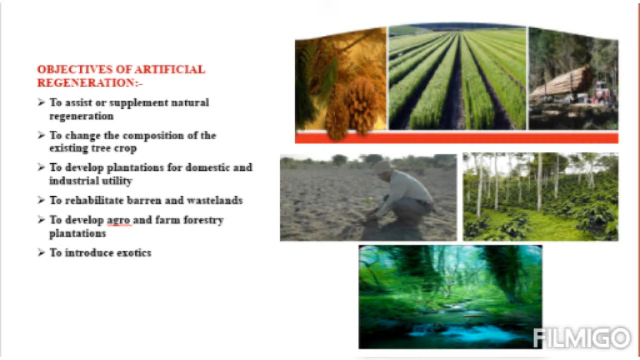 OBJECTIVES OF ARTIFICIAL
REGENERATION:-
➢ To assist or supplement natural
regeneration
➢ To change the composition of the
existing tree crop
➢ To develop plantations for domestic and
industrial utility
➢ To rehabilitate barren and wastelands
➢ To develop agro and farm forestry
plantations
➢ To introduce exotics
FILMIGO